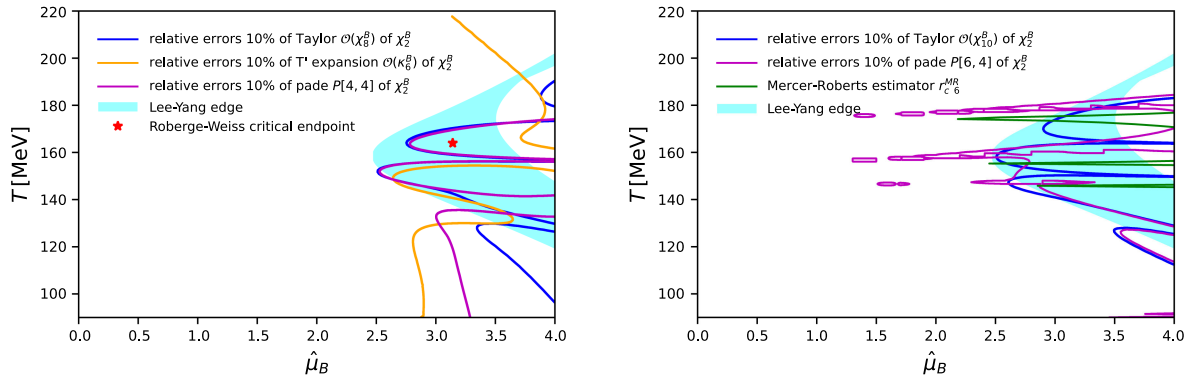 220
200
180
160
140
120
100
T [MeV]
relative errors 10% of Taylor 𝒪(χ₈ᴮ) of χ₂ᴮ
relative errors 10% of T' expansion 𝒪(κ₆ᴮ) of χ₂ᴮ
relative errors 10% of pade P[4, 4] of χ₂ᴮ
Lee-Yang edge
Roberge-Weiss critical endpoint
0.0 0.5 1.0 1.5 2.0 2.5 3.0 3.5 4.0
μ̂_B
220
200
180
160
140
120
100
T [MeV]
relative errors 10% of Taylor 𝒪(χ₁₀ᴮ) of χ₂ᴮ
relative errors 10% of pade P[6, 4] of χ₂ᴮ
Mercer-Roberts estimator r_{c 6}^{MR}
Lee-Yang edge
0.0 0.5 1.0 1.5 2.0 2.5 3.0 3.5 4.0
μ̂_B